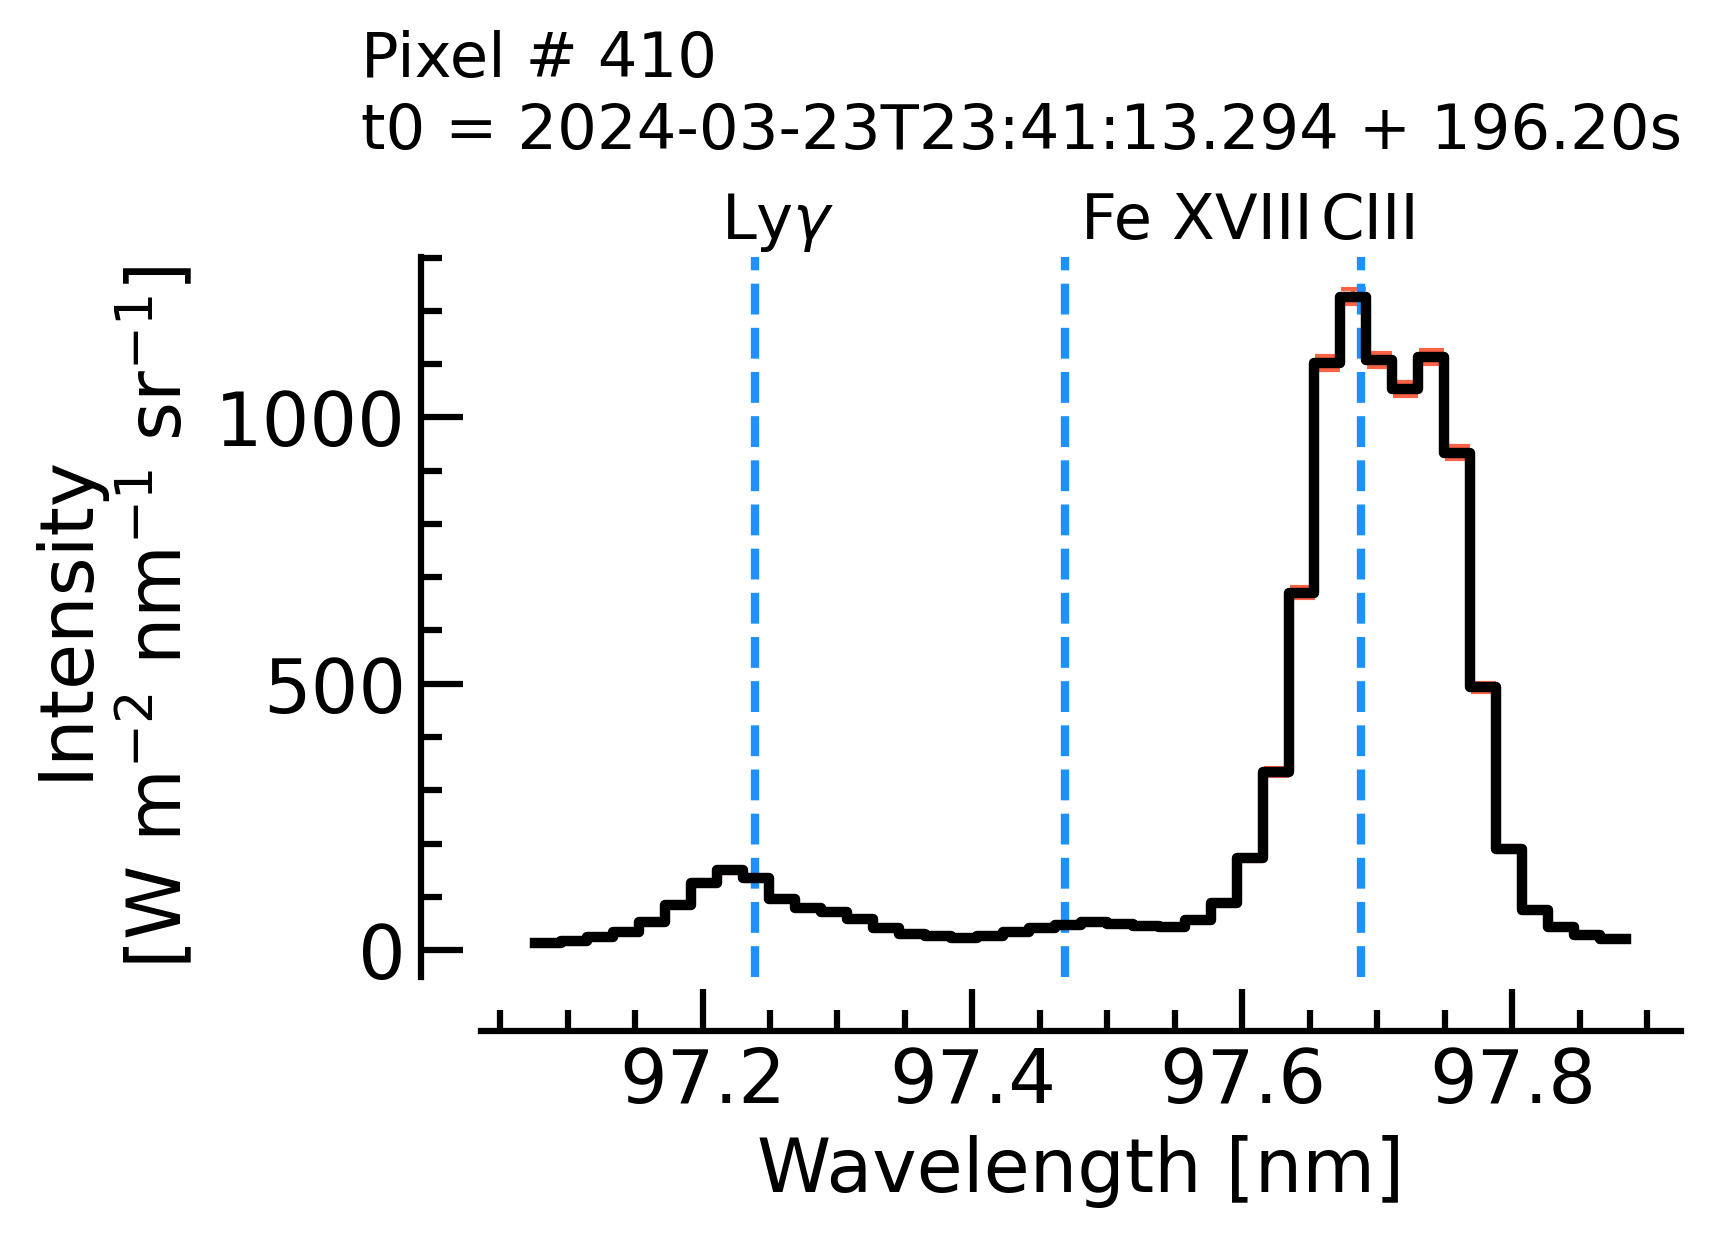 Pixel # 410
t0 = 2024-03-23T23:41:13.294 + 196.20s
Lyγ Fe XVIII CIII
Intensity
[W m⁻² nm⁻¹ sr⁻¹]
1000
500
0
97.2 97.4 97.6 97.8
Wavelength [nm]